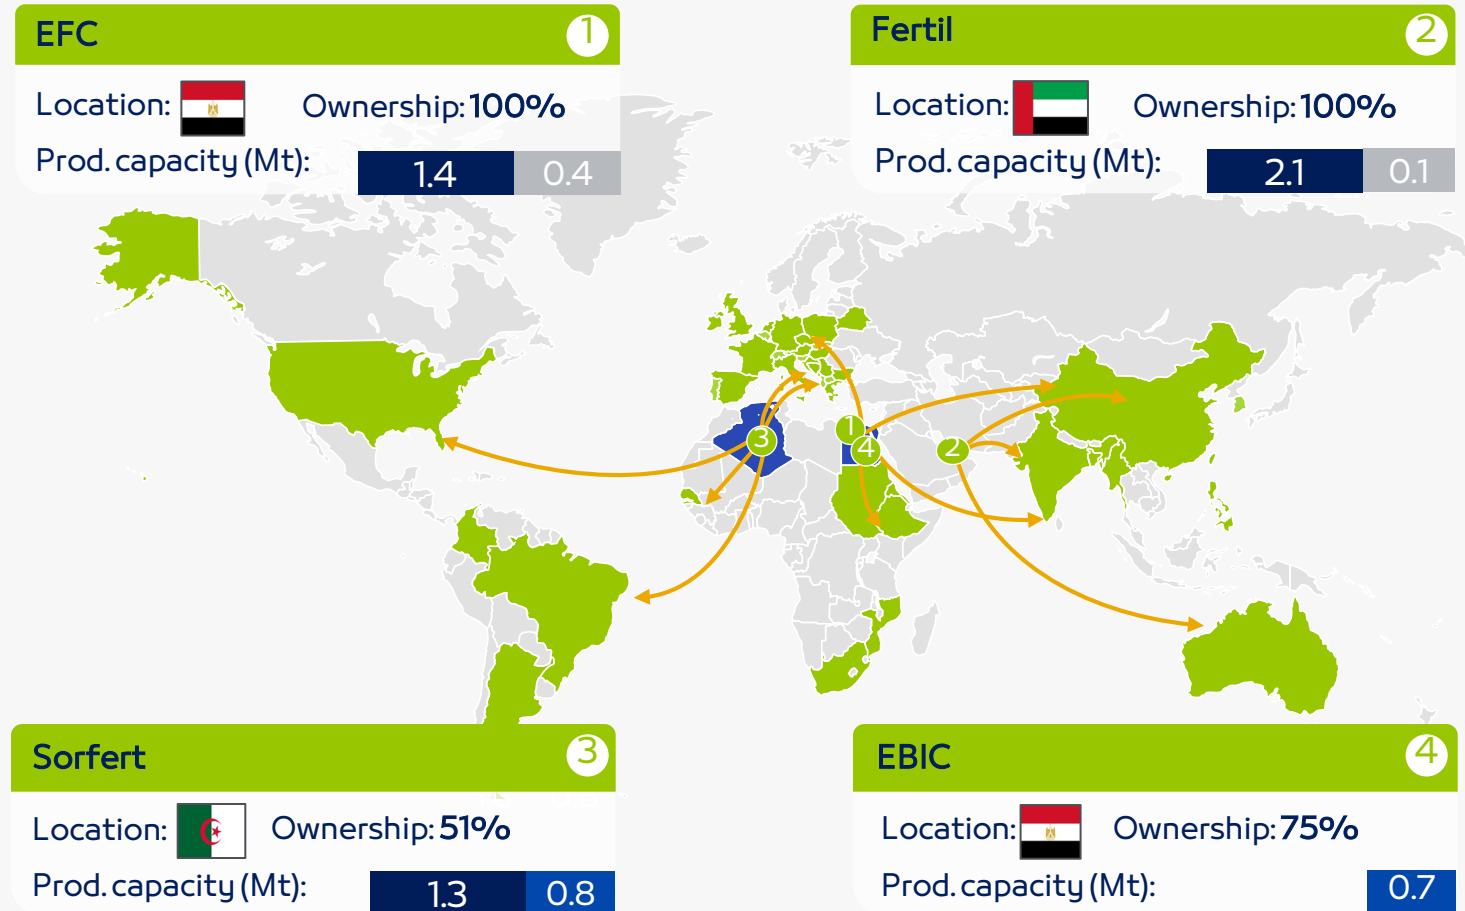 EFC 1
Location: Ownership: 100%
Prod. capacity (Mt): 1.4 0.4
Fertil 2
Location: Ownership: 100%
Prod. capacity (Mt): 2.1 0.1
1
3 4 2
Sorfert 3
Location: Ownership: 51%
Prod. capacity (Mt): 1.3 0.8
EBIC 4
Location: Ownership: 75%
Prod. capacity (Mt): 0.7